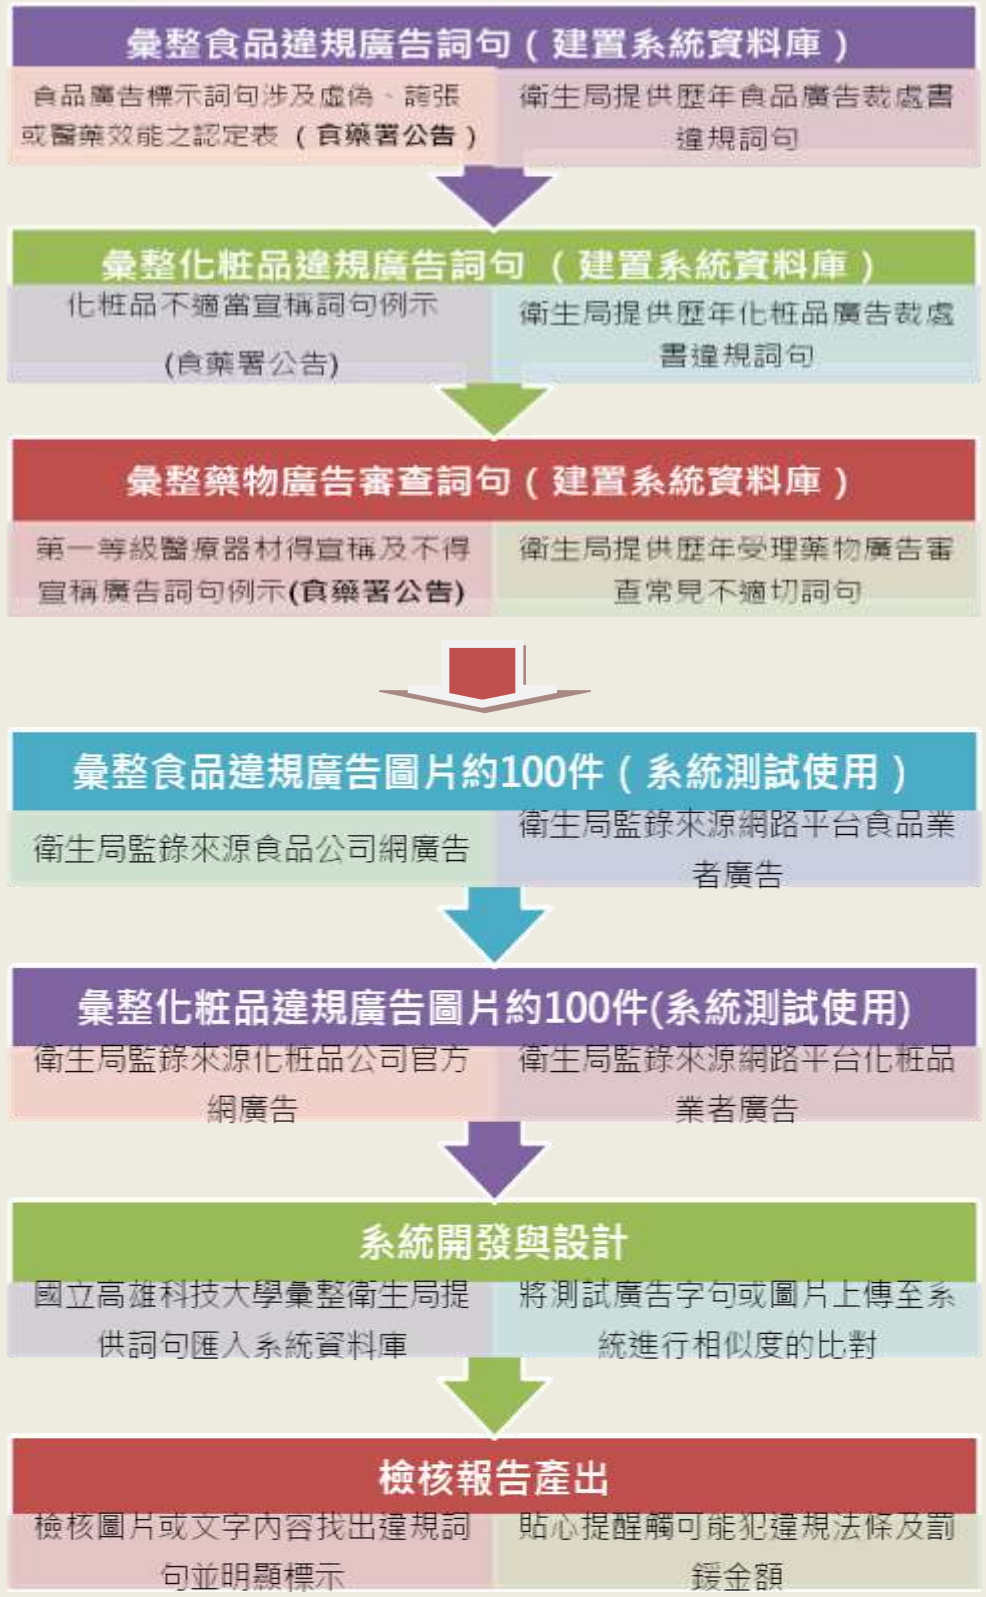 彙整食品違規廣告詞句（建置系統資料庫）
食品廣告標示詞句涉及虛偽、誇張
或醫藥效能之認定表（食藥署公告）
衛生局提供歷年食品廣告裁處書
違規詞句
彙整化粧品違規廣告詞句（建置系統資料庫）
化粧品不適當宣稱詞句例示
(食藥署公告)
衛生局提供歷年化粧品廣告裁處
書違規詞句
彙整藥物廣告審查詞句（建置系統資料庫）
第一等級醫療器材得宣稱及不得
宣稱廣告詞句例示(食藥署公告)
衛生局提供歷年受理藥物廣告審
查常見不適切詞句
彙整食品違規廣告圖片約100件（系統測試使用）
衛生局監錄來源食品公司網廣告
衛生局監錄來源網路平台食品業
者廣告
彙整化粧品違規廣告圖片約100件(系統測試使用)
衛生局監錄來源化粧品公司官方
網廣告
衛生局監錄來源網路平台化粧品
業者廣告
系統開發與設計
國立高雄科技大學彙整衛生局提
供詞句匯入系統資料庫
將測試廣告字句或圖片上傳至系
統進行相似度的比對
檢核報告產出
檢核圖片或文字內容找出違規詞
句並明顯標示
貼心提醒觸可能犯違規法條及罰
鍰金額